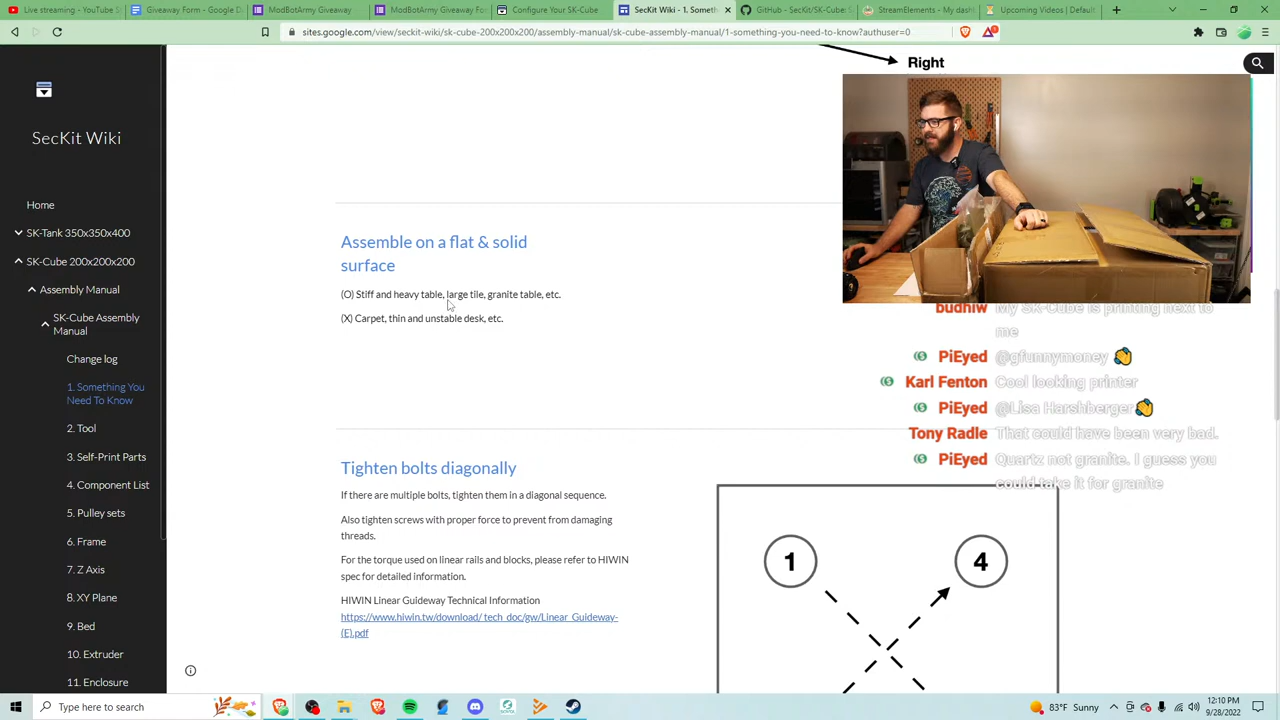 Giveaway Form - Google
ModBotArmy Giveaway
Configure Your SK-Cube
SecKit Wiki - 1. Someth
GitHub - SecKit/SK-Cube:
StreamElements - My dashb
Upcoming Videos | Default
sites.google.com/view/seckit-wiki/sk-cube-200x200x200/assembly-manual/sk-cube-assembly-manual/1-something-you-need-to-know?authuser=0
Right
SecKit Wiki
Home
SK-Tank 350x350x400
SK-Cube 200x200x200
Assembly Manual
SK-Cube Assembly
Manual
Change log
1. Something You
Need To Know
2. Tool
3. Self-Print Parts
4. Component List
5. Pulley sets
6. Frame
7. Z Axis
8. XY Plane
9. Bed
10. Extruder
11. Enclosure
Assemble on a flat & solid
surface
(O) Stiff and heavy table, large tile, granite table, etc.
(X) Carpet, thin and unstable desk, etc.
Tighten bolts diagonally
If there are multiple bolts, tighten them in a diagonal sequence.
Also tighten screws with proper force to prevent from damaging
threads.
For the torque used on linear rails and blocks, please refer to HIWIN
spec for detailed information.
HIWIN Linear Guideway Technical Information
https://www.hiwin.tw/download/ tech_doc/gw/Linear_Guideway-
(E).pdf
1
4
budhiw My SK-Cube is printing next to
me
PiEyed @gfunnymoney
Karl Fenton Cool looking printer
PiEyed @Lisa Harshberger
Tony Radle That could have been very bad.
PiEyed Quartz not granite. I guess you
could take it for granite
Type here to search
83°F Sunny
12:10 PM
9/28/2022